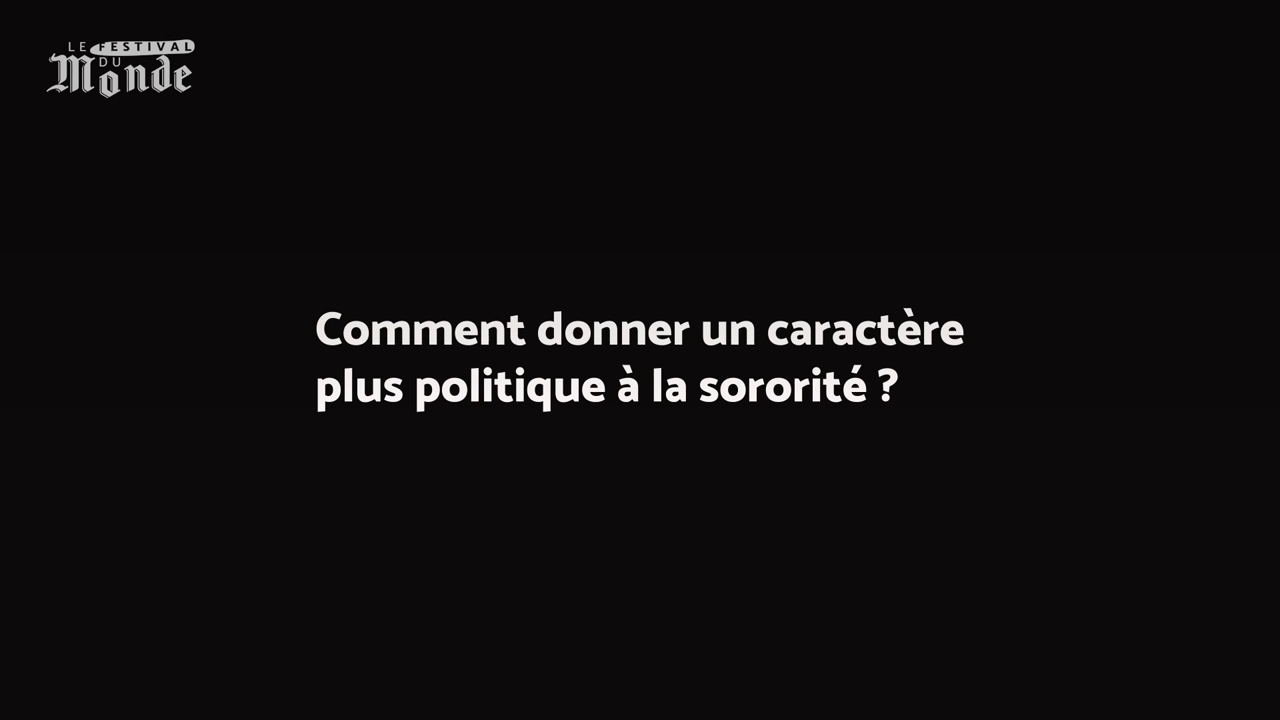 LE FESTIVAL
DU
Monde
Comment donner un caractère
plus politique à la sororité ?